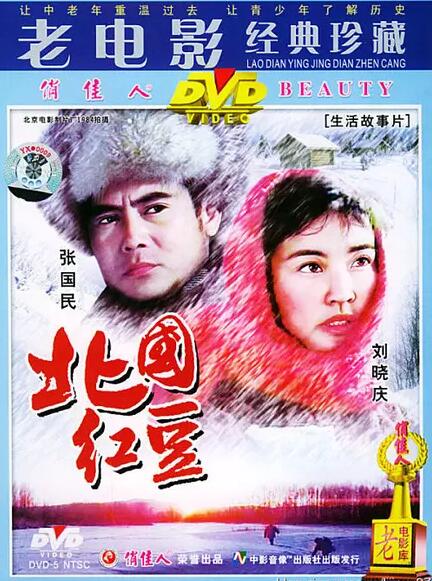 让中老年重温过去 让青少年了解历史
老电影 经典珍藏
LAO DIAN YING JING DIAN ZHEN CANG
俏佳人 DVD VIDEO BEAUTY
北京电影制片厂1984拍摄
[生活故事片]
张国民
刘晓庆
北國
红豆
俏佳人
老电影库
DVD VIDEO
DVD-5 NTSC
俏佳人 荣誉出品 中影音像出版社出版发行